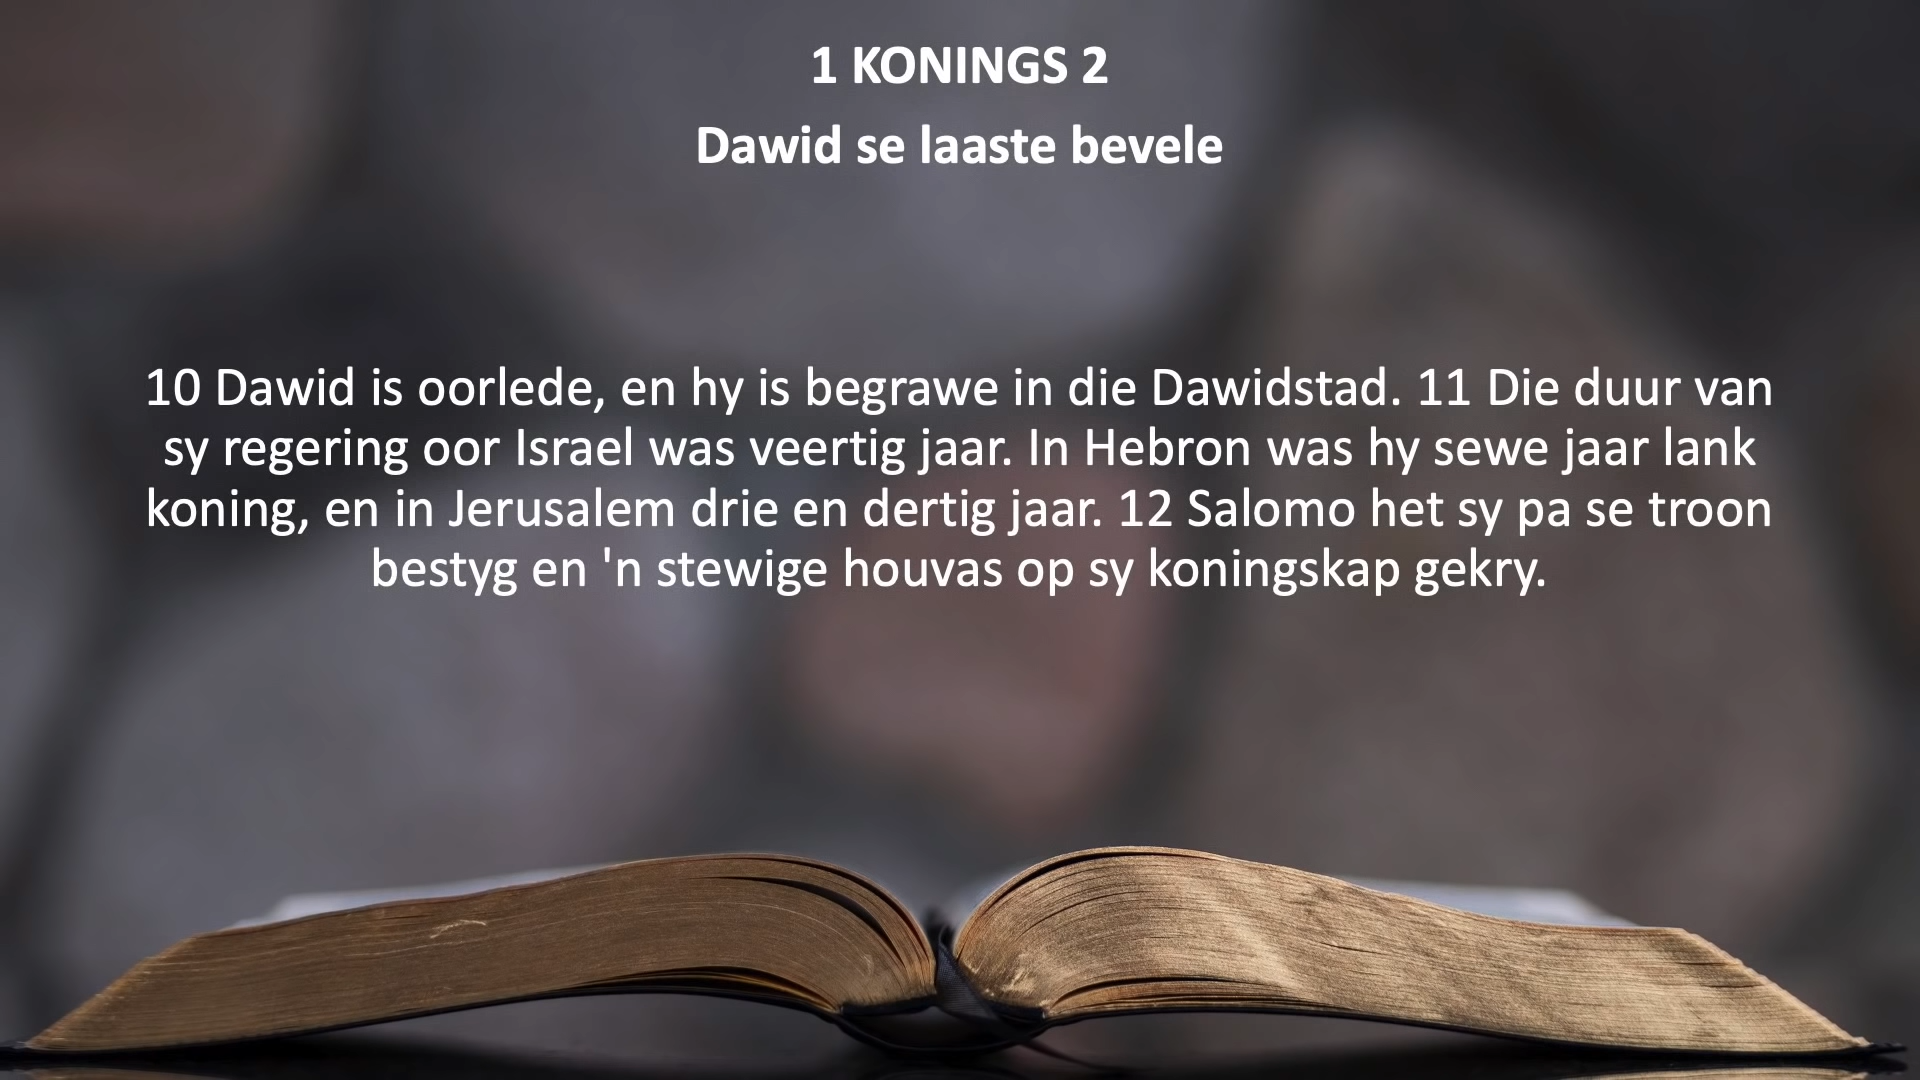 1 KONINGS 2
Dawid se laaste bevele
10 Dawid is oorlede, en hy is begrawe in die Dawidstad. 11 Die duur van
sy regering oor Israel was veertig jaar. In Hebron was hy sewe jaar lank
koning, en in Jerusalem drie en dertig jaar. 12 Salomo het sy pa se troon
bestyg en 'n stewige houvas op sy koningskap gekry.